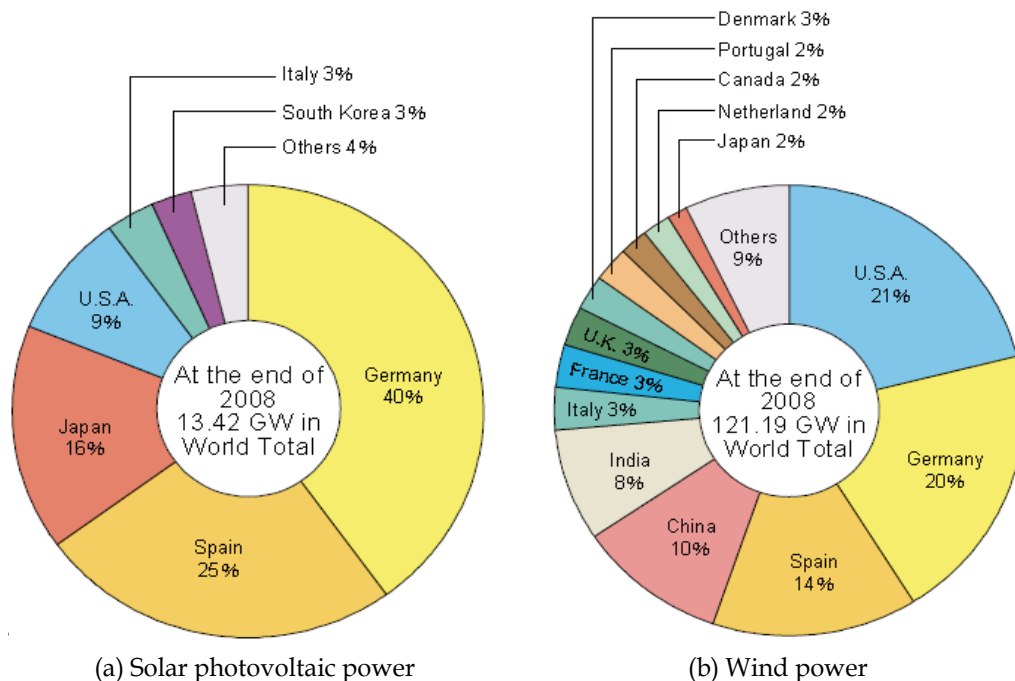 Italy 3%
South Korea 3%
Others 4%
U.S.A.
9%
Germany
40%
Japan
16%
Spain
25%
At the end of
2008
13.42 GW in
World Total
(a) Solar photovoltaic power
Denmark 3%
Portugal 2%
Canada 2%
Netherland 2%
Japan 2%
Others
9%
U.S.A.
21%
U.K. 3%
France 3%
Italy 3%
Germany
20%
India
8%
China
10%
Spain
14%
At the end of
2008
121.19 GW in
World Total
(b) Wind power